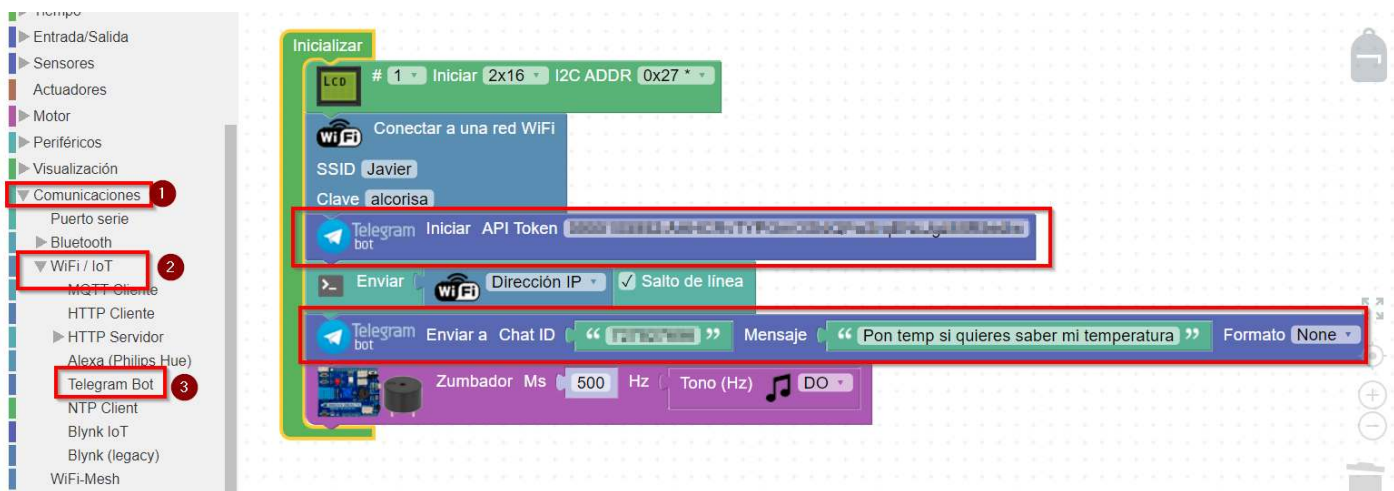 Tiempo
Entrada/Salida
Sensores
Actuadores
Motor
Periféricos
Visualización
Comunicaciones 1
Puerto serie
Bluetooth
WiFi / IoT 2
MQTT Cliente
HTTP Cliente
HTTP Servidor
Alexa (Philips Hue)
Telegram Bot 3
NTP Client
Blynk IoT
Blynk (legacy)
WiFi-Mesh
Inicializar
LCD # 1 Iniciar 2x16 I2C ADDR 0x27 *
WiFi Conectar a una red WiFi
SSID Javier
Clave alcorisa
Telegram bot Iniciar API Token
Enviar WiFi Dirección IP Salto de línea
Telegram bot Enviar a Chat ID “ ” Mensaje “ Pon temp si quieres saber mi temperatura ” Formato None
Zumbador Ms 500 Hz Tono (Hz) DO